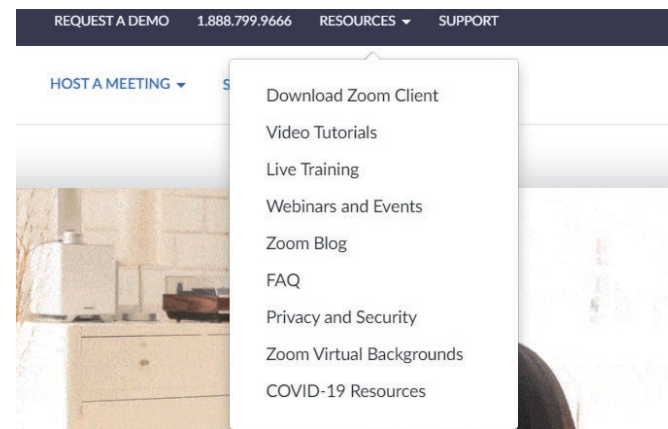 REQUEST A DEMO 1.888.799.9666 RESOURCES SUPPORT
HOST A MEETING S
Download Zoom Client
Video Tutorials
Live Training
Webinars and Events
Zoom Blog
FAQ
Privacy and Security
Zoom Virtual Backgrounds
COVID-19 Resources